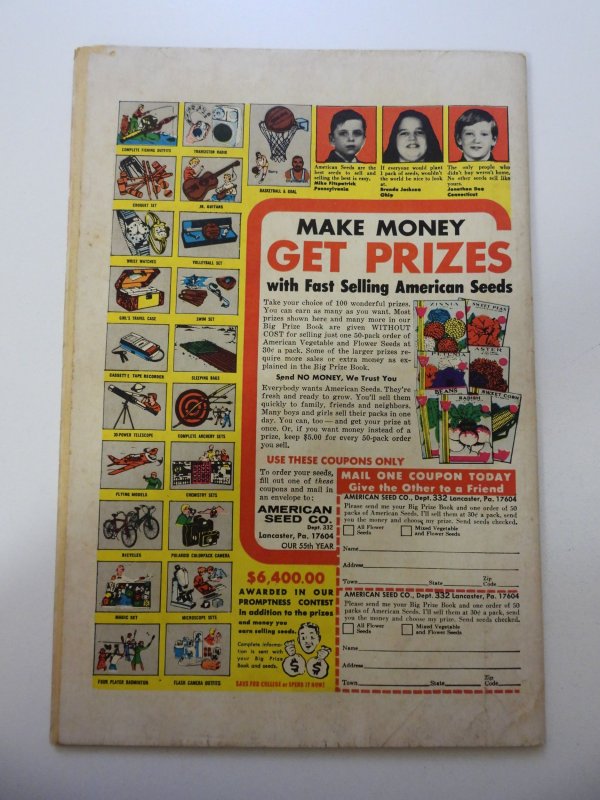 COMPLETE FISHING OUTFITS
TRANSISTOR RADIO
BASKETBALL & GOAL
CROQUET SET
JR. GUITARS
WRIST WATCHES
VOLLEYBALL SET
GIRL'S TRAVEL CASE
SWIM SET
CASSETTE TAPE RECORDER
SLEEPING BAGS
30-POWER TELESCOPE
COMPLETE ARCHERY SETS
FLYING MODELS
CHEMISTRY SETS
BICYCLES
POLAROID COLORPACK CAMERA
MAGIC SET
MICROSCOPE SETS
FOUR PLAYER BADMINTON
FLASH CAMERA OUTFITS
American Seeds are the
best seeds to sell and
selling the best is easy.
Mike Fitzpatrick
Pennsylvania
If everyone would plant
1 pack of seeds, wouldn't
the world be nice to look
at.
Brenda Jackson
Ohio
The only people who
didn't buy weren't home.
No other seeds sell like
yours.
Jonathan Dog
Connecticut
MAKE MONEY
GET PRIZES
with Fast Selling American Seeds
Take your choice of 100 wonderful prizes.
You can earn as many as you want. Most
prizes shown here and many more in our
Big Prize Book are given WITHOUT
COST for selling just one 50-pack order of
American Vegetable and Flower Seeds at
30¢ a pack. Some of the larger prizes re-
quire more sales or extra money as ex-
plained in the Big Prize Book.
Send NO MONEY, We Trust You
Everybody wants American Seeds. They're
fresh and ready to grow. You'll sell them
quickly to family, friends and neighbors.
Many boys and girls sell their packs in one
day. You can, too — and get your prize at
once. Or, if you want money instead of a
prize, keep $5.00 for every 50-pack order
you sell.
ZINNIA
SWEET PEAS
PETUNIA
ASTER
BEANS
RADISH
SWEET CORN
USE THESE COUPONS ONLY
To order your seeds,
fill out one of these
coupons and mail in
an envelope to:
AMERICAN
SEED CO.
Dept. 332
Lancaster, Pa. 17604
OUR 55th YEAR
$6,400.00
AWARDED IN OUR
PROMPTNESS CONTEST
In addition to the prizes
and money you
earn selling seeds.
Complete informa-
tion is sent with
your Big Prize
Book and seeds.
$ $
SAVE FOR COLLEGE or SPEND IT NOW!
MAIL ONE COUPON TODAY
Give the Other to a Friend
AMERICAN SEED CO., Dept. 332 Lancaster, Pa. 17604
Please send me your Big Prize Book and one order of 50
packs of American Seeds. I'll sell them at 30¢ a pack, send
you the money and choose my prize. Send seeds checked.
All Flower
Seeds
Mixed Vegetable
and Flower Seeds
Name
Address
Town State Zip Code
AMERICAN SEED CO., Dept. 332 Lancaster, Pa. 17604
Please send me your Big Prize Book and one order of 50
packs of American Seeds. I'll sell them at 30¢ a pack, send
you the money and choose my prize. Send seeds checked.
All Flower
Seeds
Mixed Vegetable
and Flower Seeds
Name
Address
Town State Zip Code